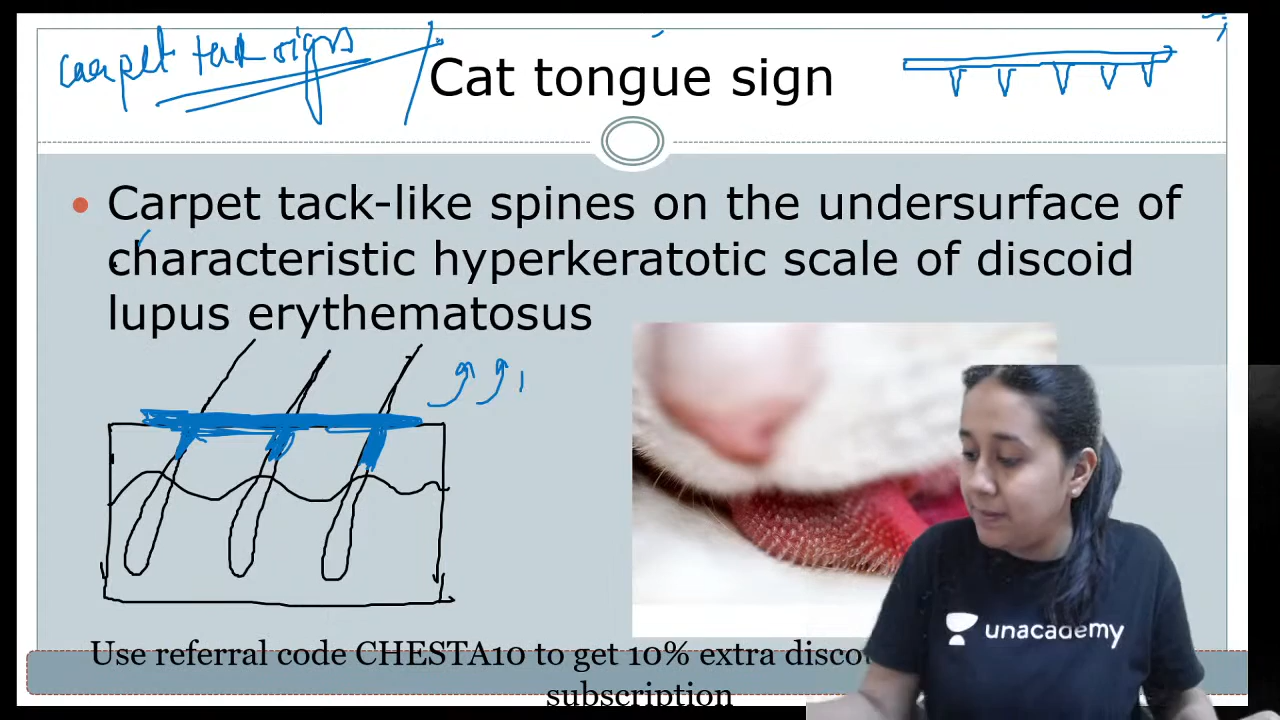 Carpet tack signs
Cat tongue sign
• Carpet tack-like spines on the undersurface of
characteristic hyperkeratotic scale of discoid
lupus erythematosus
unacademy
Use referral code CHESTA10 to get 10% extra
subscription